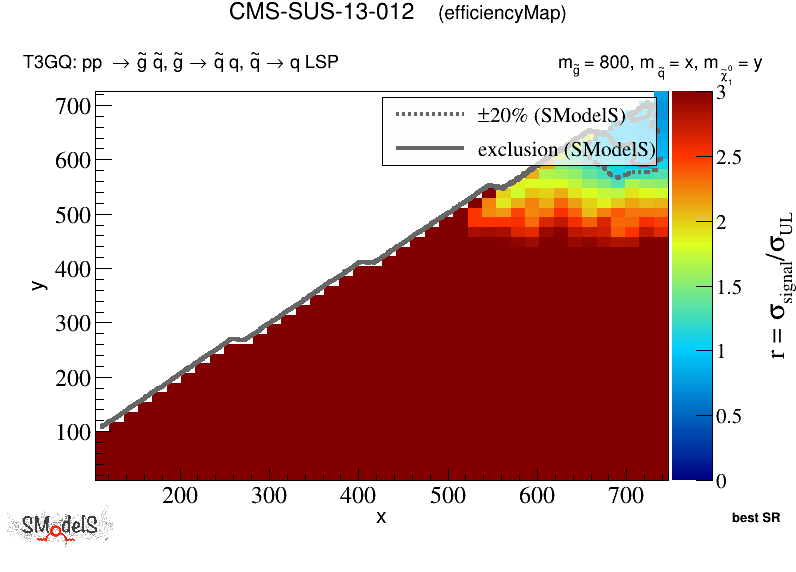 CMS-SUS-13-012 (efficiencyMap)
T3GQ: pp → g̃ q̃, g̃ → q̃ q, q̃ → q LSP
m_g̃ = 800, m_q̃ = x, m_χ̃₁⁰ = y
±20% (SModelS)
exclusion (SModelS)
700
600
500
400
300
200
100
y
200 300 400 500 600 700
x
3
2.5
2
1.5
1
0.5
0
r = σ_signal/σ_UL
SModelS
best SR